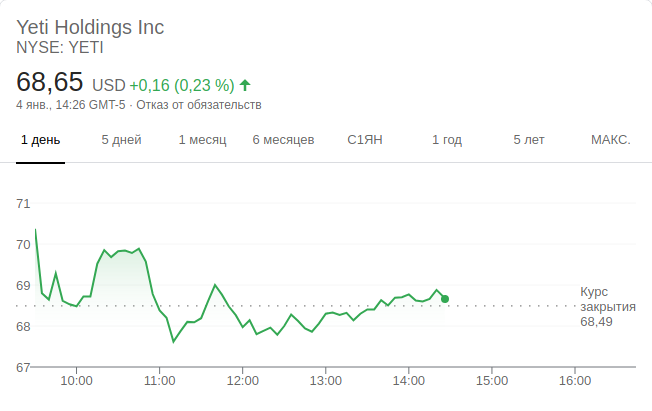 Yeti Holdings Inc
NYSE: YETI
68,65 USD +0,16 (0,23 %)
4 янв., 14:26 GMT-5 · Отказ от обязательств
1 день 5 дней 1 месяц 6 месяцев С1ЯН 1 год 5 лет МАКС.
71
70
69
68
67
Курс
закрытия
68,49
10:00 11:00 12:00 13:00 14:00 15:00 16:00